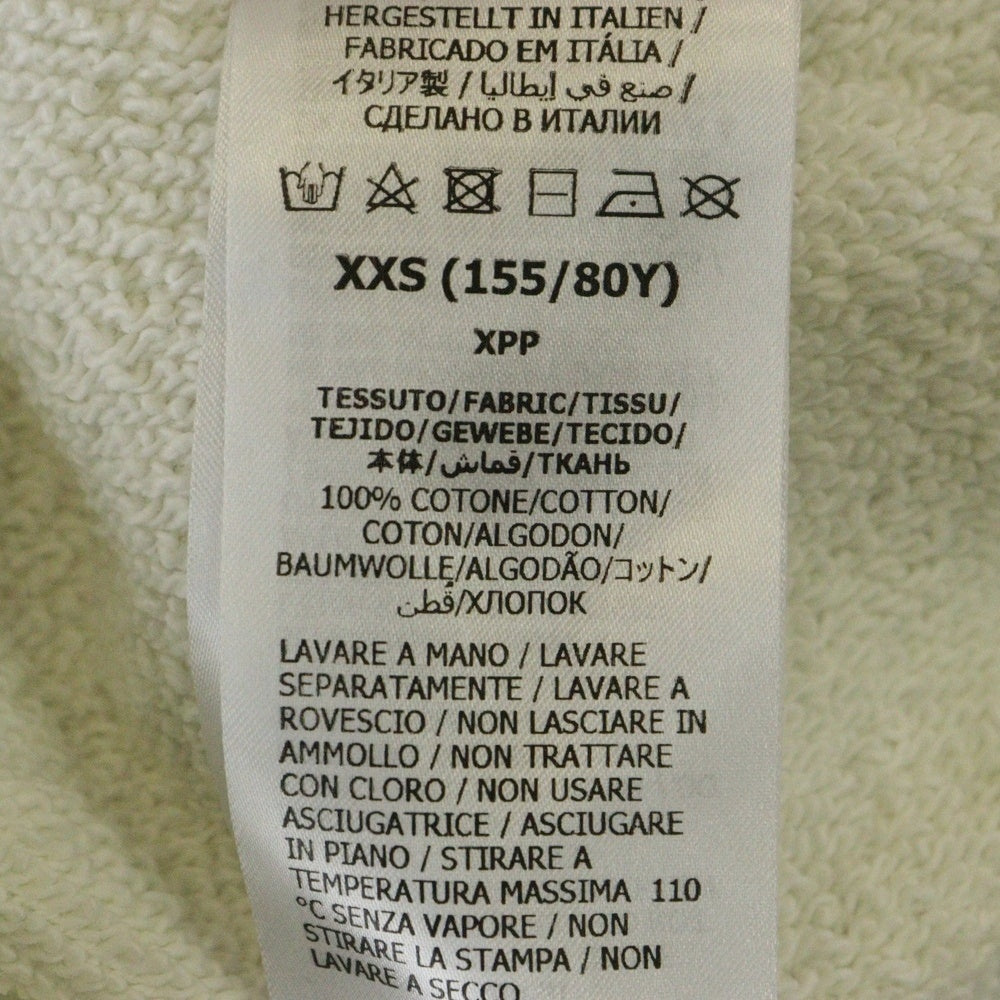 HERGESTELLT IN ITALIEN /
FABRICADO EM ITÁLIA /
イタリア製 / صنع في إيطاليا /
СДЕЛАНО В ИТАЛИИ
XXS (155/80Y)
XPP
TESSUTO/FABRIC/TISSU/
TEJIDO/GEWEBE/TECIDO/
本体/قماش/ТКАНЬ
100% COTONE/COTTON/
COTON/ALGODON/
BAUMWOLLE/ALGODÃO/コットン/
قطن/ХЛОПОК
LAVARE A MANO / LAVARE
SEPARATAMENTE / LAVARE A
ROVESCIO / NON LASCIARE IN
AMMOLLO / NON TRATTARE
CON CLORO / NON USARE
ASCIUGATRICE / ASCIUGARE
IN PIANO / STIRARE A
TEMPERATURA MASSIMA 110
°C SENZA VAPORE / NON
STIRARE LA STAMPA / NON
LAVARE A SECCO